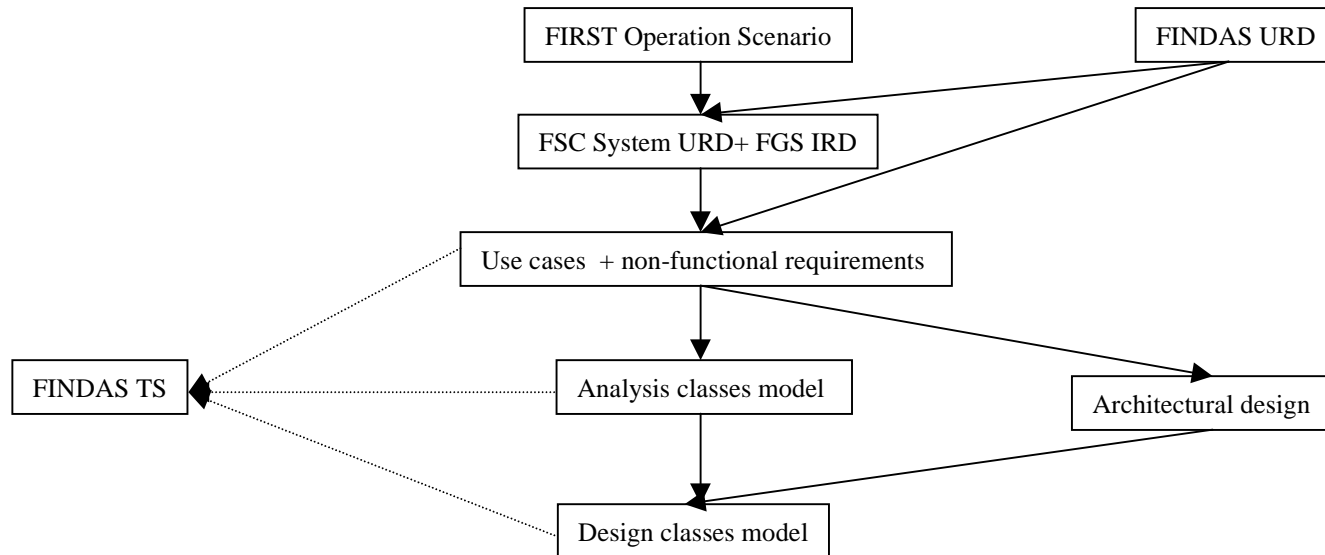 FIRST Operation Scenario
FINDAS URD
FSC System URD+ FGS IRD
Use cases + non-functional requirements
FINDAS TS
Analysis classes model
Architectural design
Design classes model